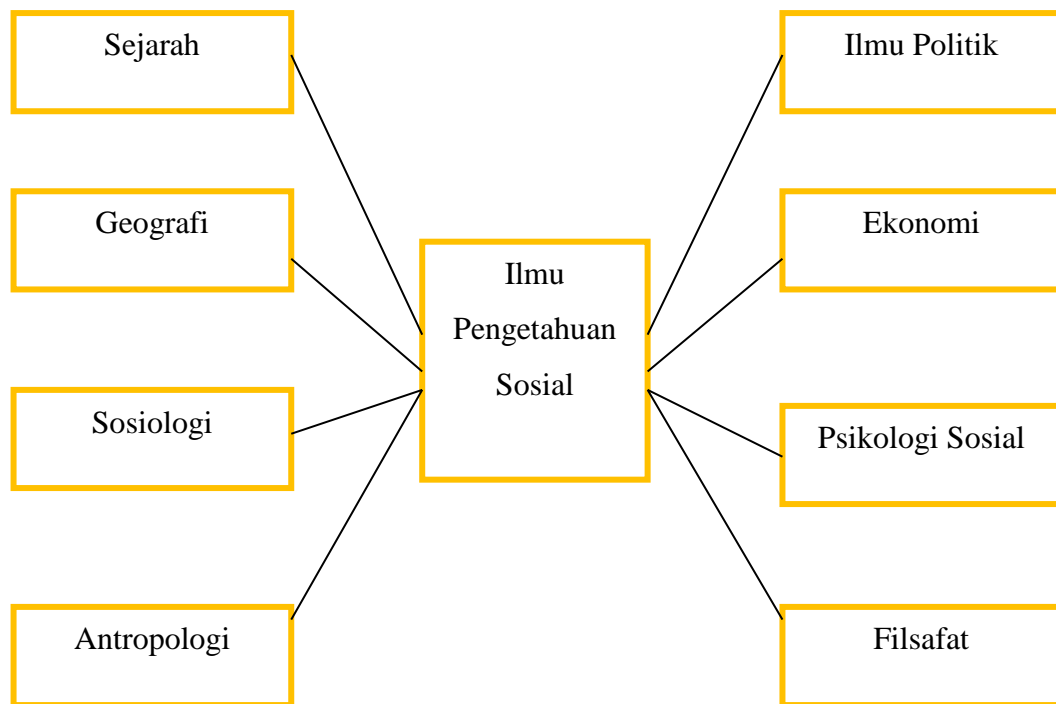 Sejarah
Ilmu Politik
Geografi
Ekonomi
Ilmu
Pengetahuan
Sosial
Sosiologi
Psikologi Sosial
Antropologi
Filsafat